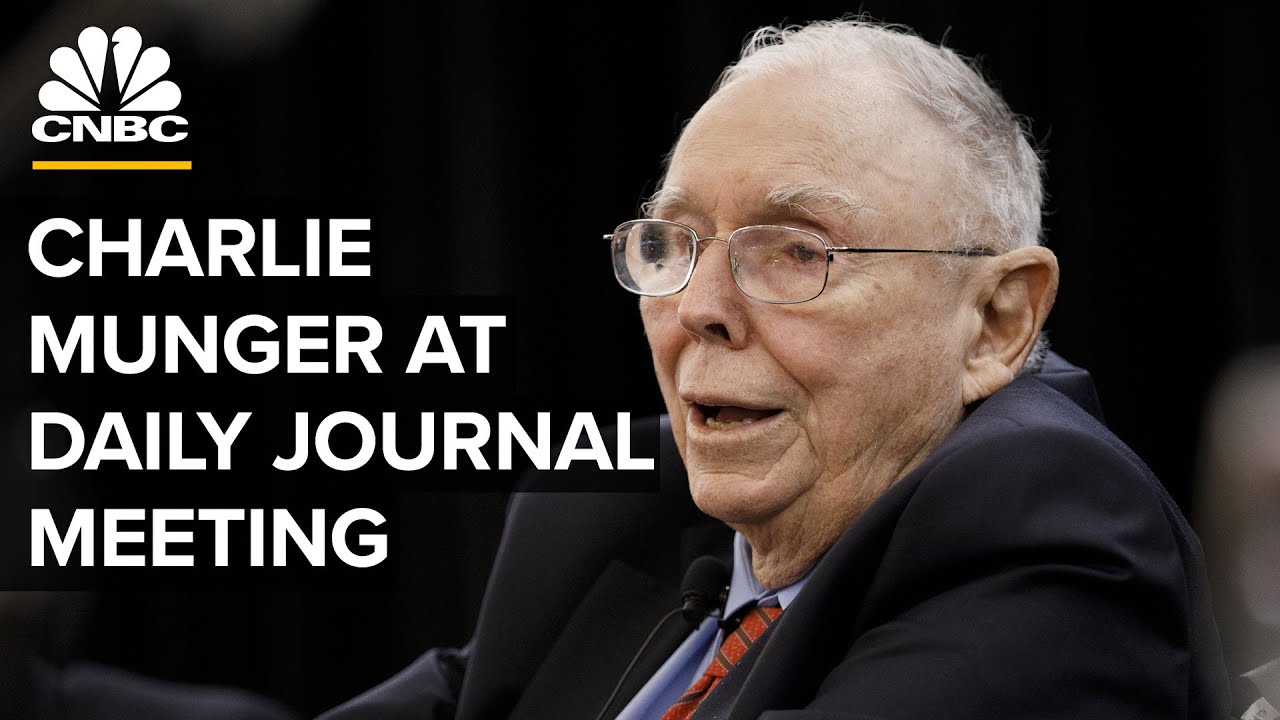 CNBC
CHARLIE
MUNGER AT
DAILY JOURNAL
MEETING